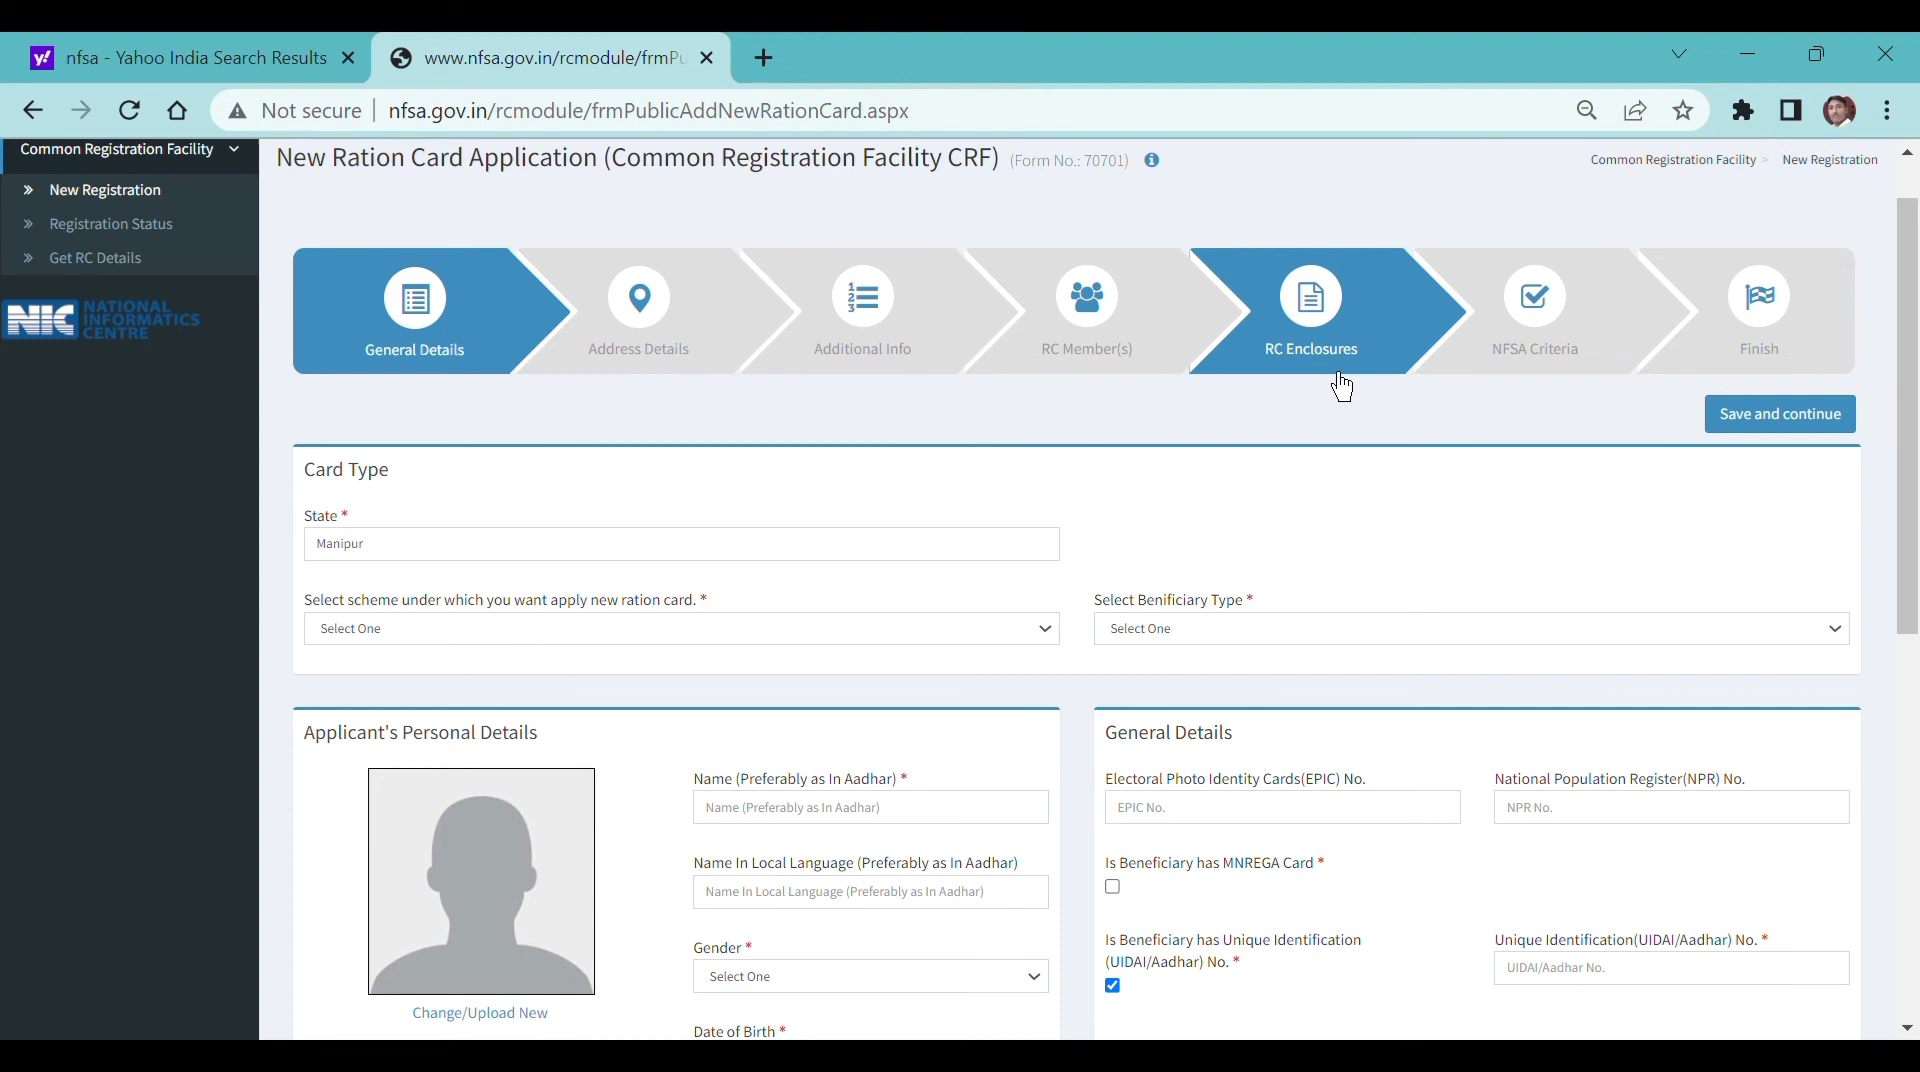 nfsa - Yahoo India Search Results
www.nfsa.gov.in/rcmodule/frmPu
Not secure
nfsa.gov.in/rcmodule/frmPublicAddNewRationCard.aspx
Common Registration Facility
New Registration
Registration Status
Get RC Details
NIC NATIONAL
INFORMATICS
CENTRE
New Ration Card Application (Common Registration Facility CRF) (Form No.: 70701)
Common Registration Facility > New Registration
General Details
Address Details
1
2
3
Additional Info
RC Member(s)
RC Enclosures
NFSA Criteria
Finish
Save and continue
Card Type
State *
Manipur
Select scheme under which you want apply new ration card. *
Select One
Select Benificiary Type *
Select One
Applicant's Personal Details
Change/Upload New
Name (Preferably as In Aadhar) *
Name (Preferably as In Aadhar)
Name In Local Language (Preferably as In Aadhar)
Name In Local Language (Preferably as In Aadhar)
Gender *
Select One
Date of Birth *
General Details
Electoral Photo Identity Cards(EPIC) No.
EPIC No.
National Population Register(NPR) No.
NPR No.
Is Beneficiary has MNREGA Card *
Is Beneficiary has Unique Identification
(UIDAI/Aadhar) No. *
Unique Identification(UIDAI/Aadhar) No. *
UIDAI/Aadhar No.